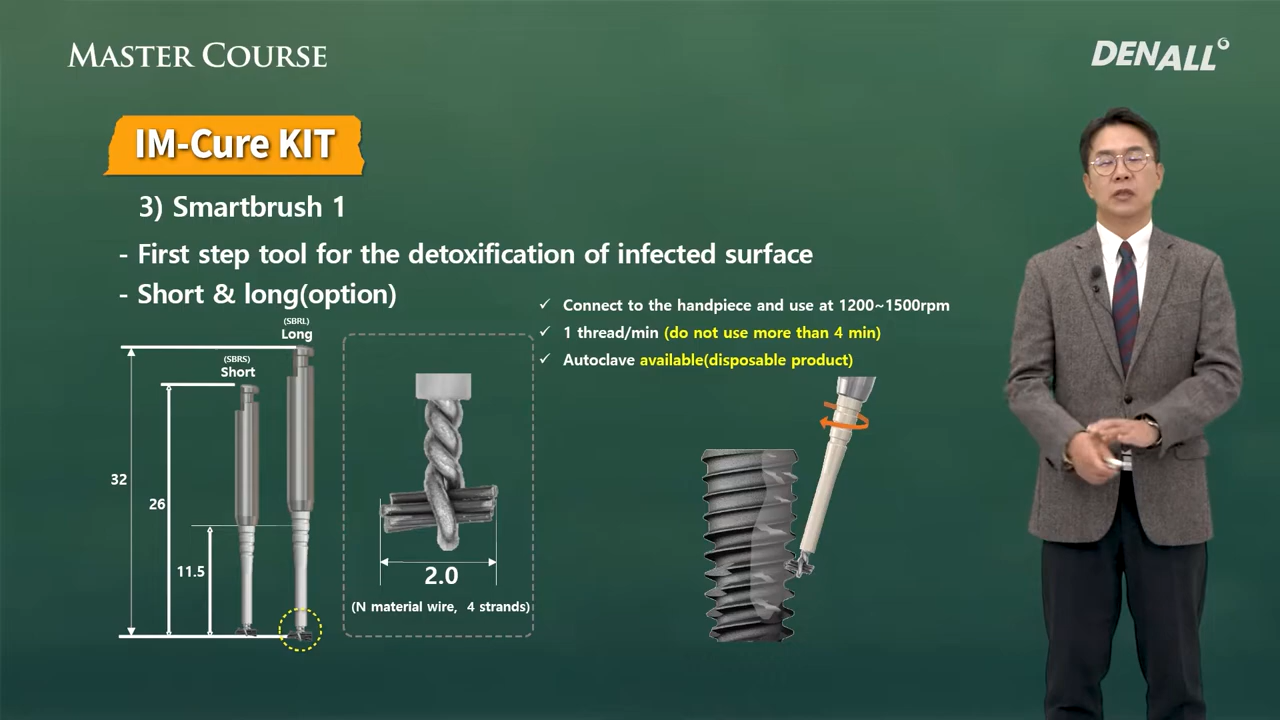 MASTER COURSE
DENALL
IM-Cure KIT
3) Smartbrush 1
- First step tool for the detoxification of infected surface
- Short & long(option)
✓ Connect to the handpiece and use at 1200~1500rpm
✓ 1 thread/min (do not use more than 4 min)
✓ Autoclave available(disposable product)
(SBRL)
Long
(SBRS)
Short
32
26
11.5
2.0
(N material wire, 4 strands)